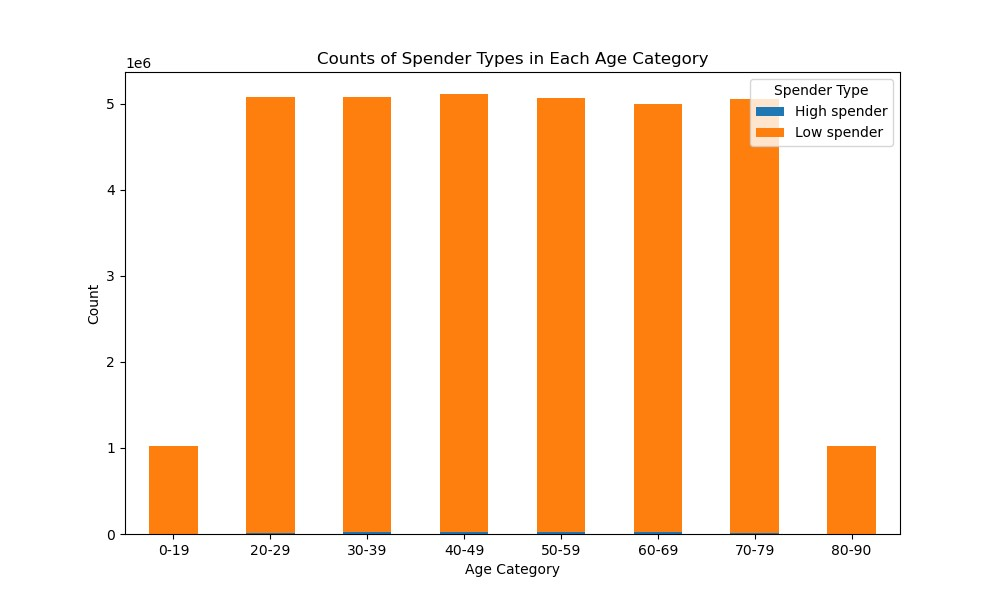 Counts of Spender Types in Each Age Category
1e6
Spender Type
High spender
Low spender
5
4
3
2
1
0
Count
0-19 20-29 30-39 40-49 50-59 60-69 70-79 80-90
Age Category